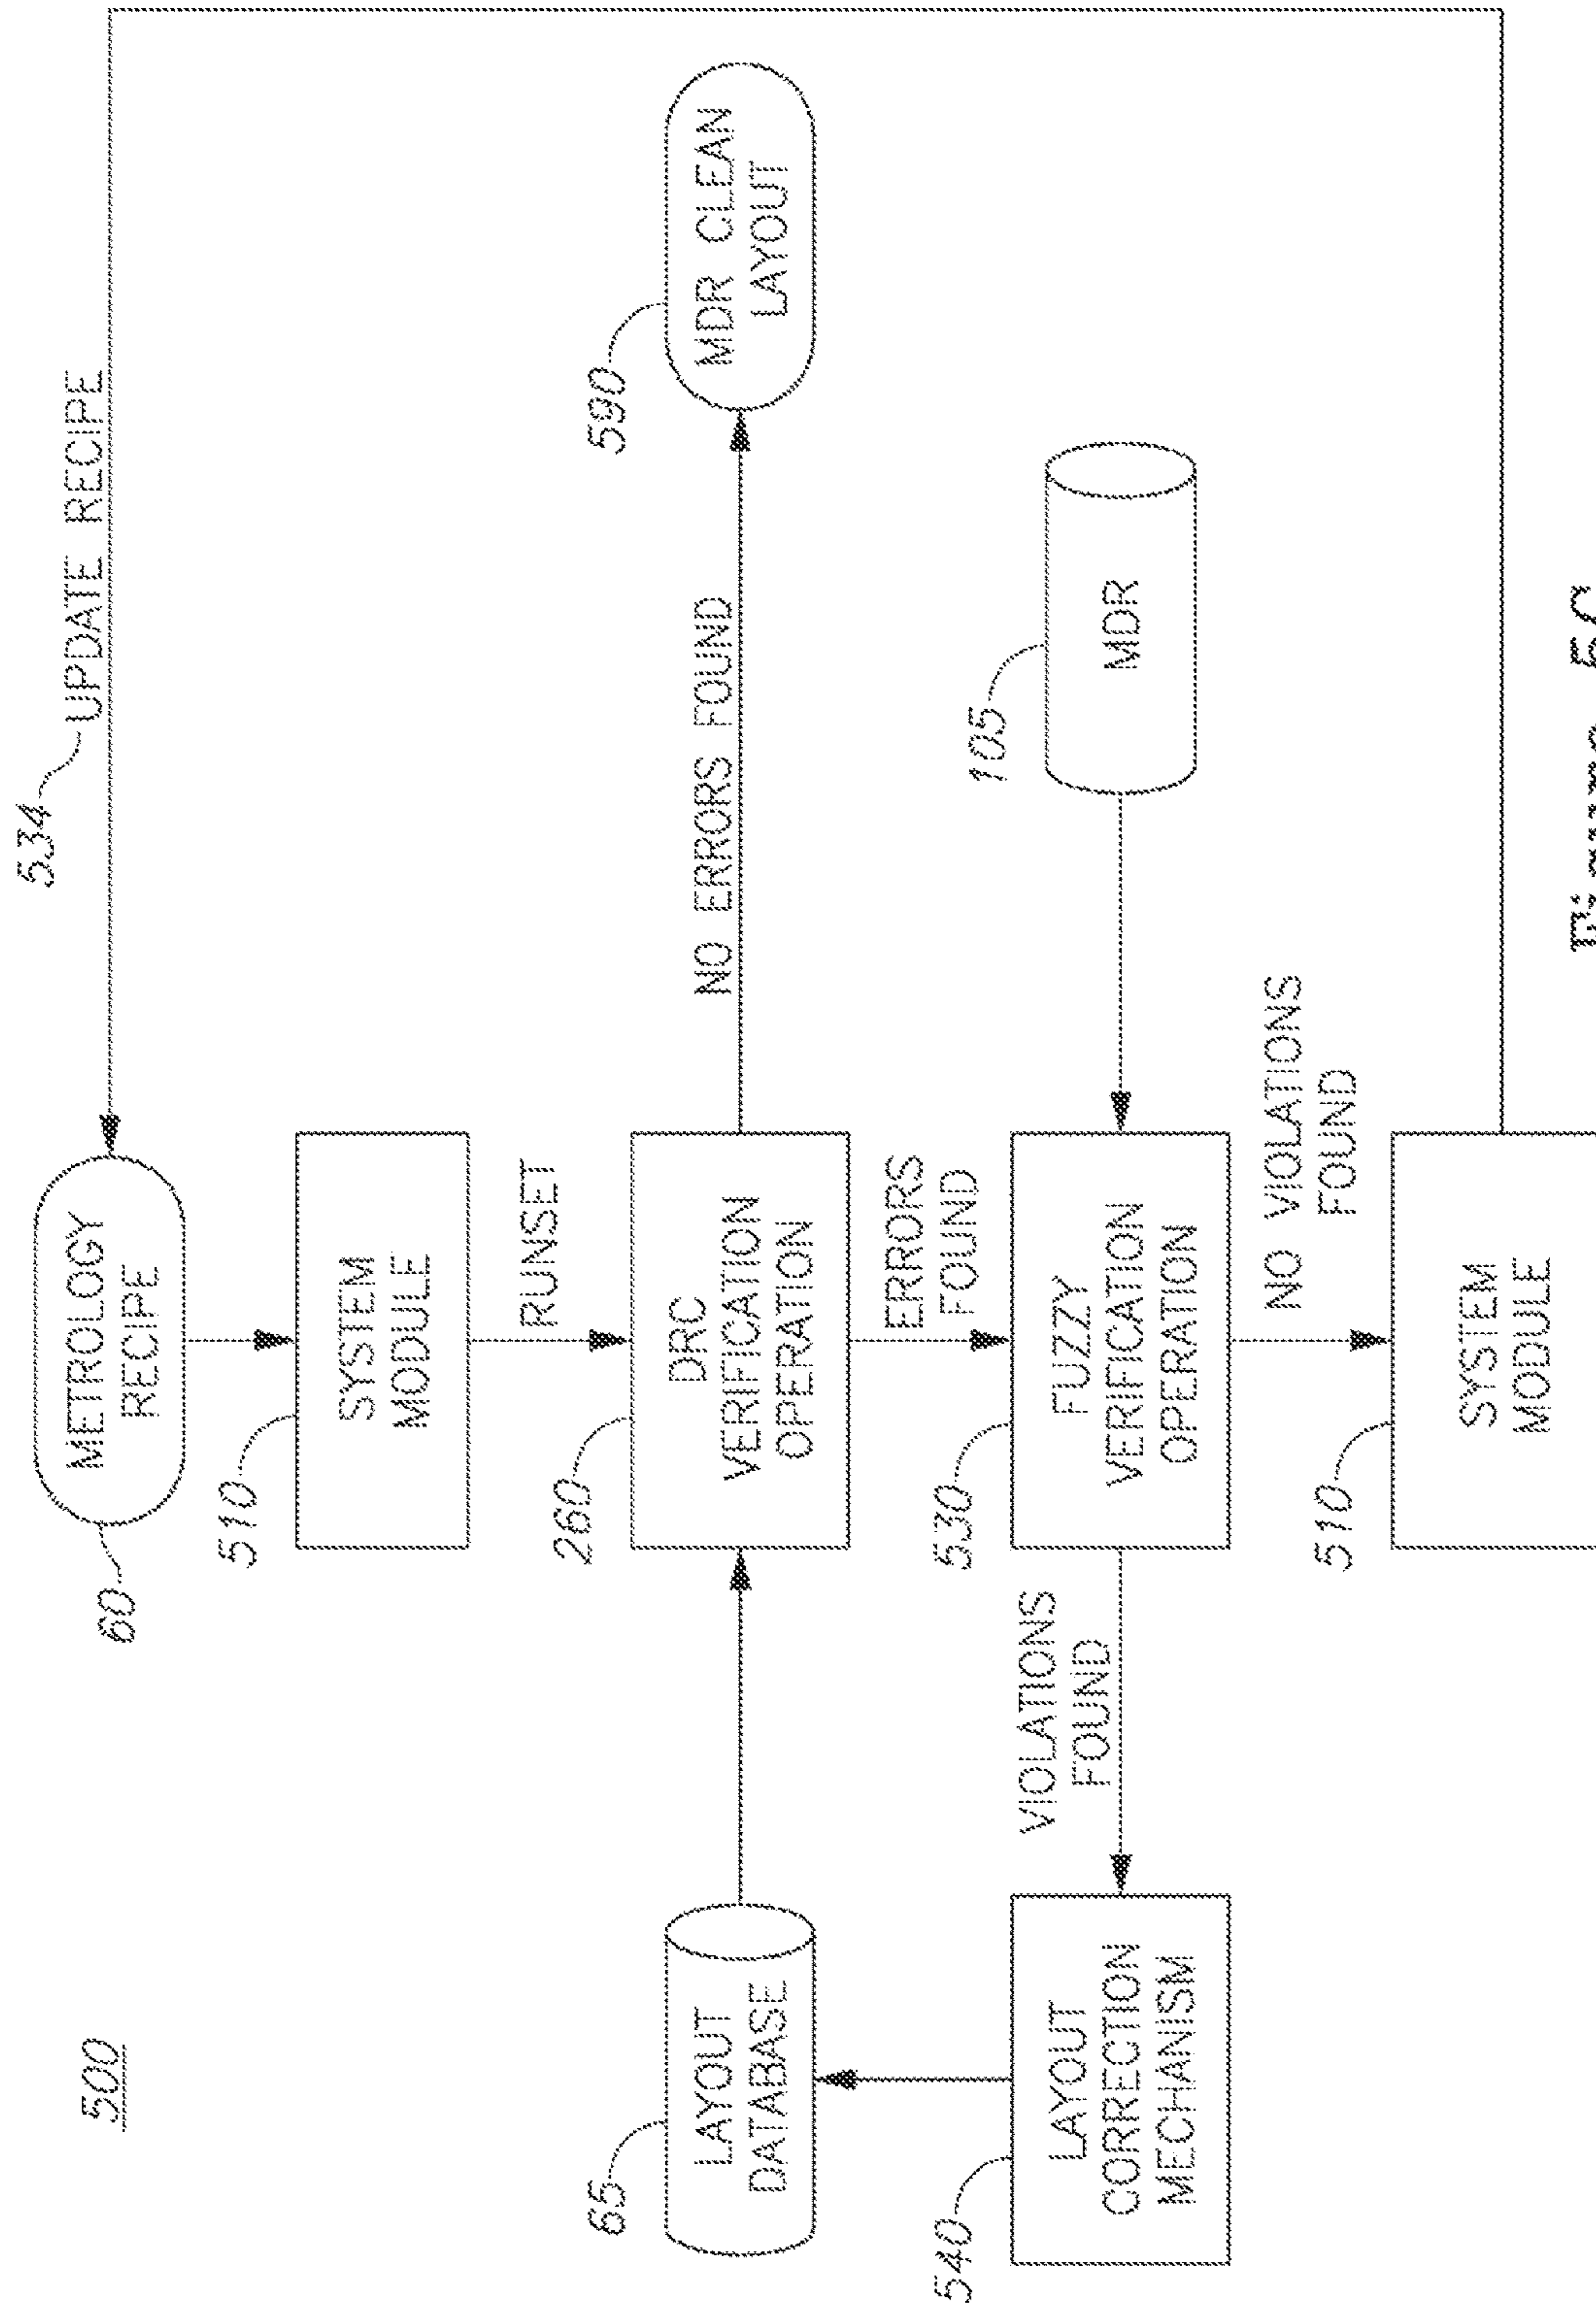 500
534
UPDATE RECIPE
60
METROLOGY
RECIPE
510
SYSTEM
MODULE
RUNSET
65
LAYOUT
DATABASE
260
DRC
VERIFICATION
OPERATION
NO ERRORS FOUND
590
MDR CLEAN
LAYOUT
ERRORS
FOUND
540
LAYOUT
CORRECTION
MECHANISM
VIOLATIONS
FOUND
530
FUZZY
VERIFICATION
OPERATION
105
MDR
NO VIOLATIONS
FOUND
510
SYSTEM
MODULE
Figure 5C